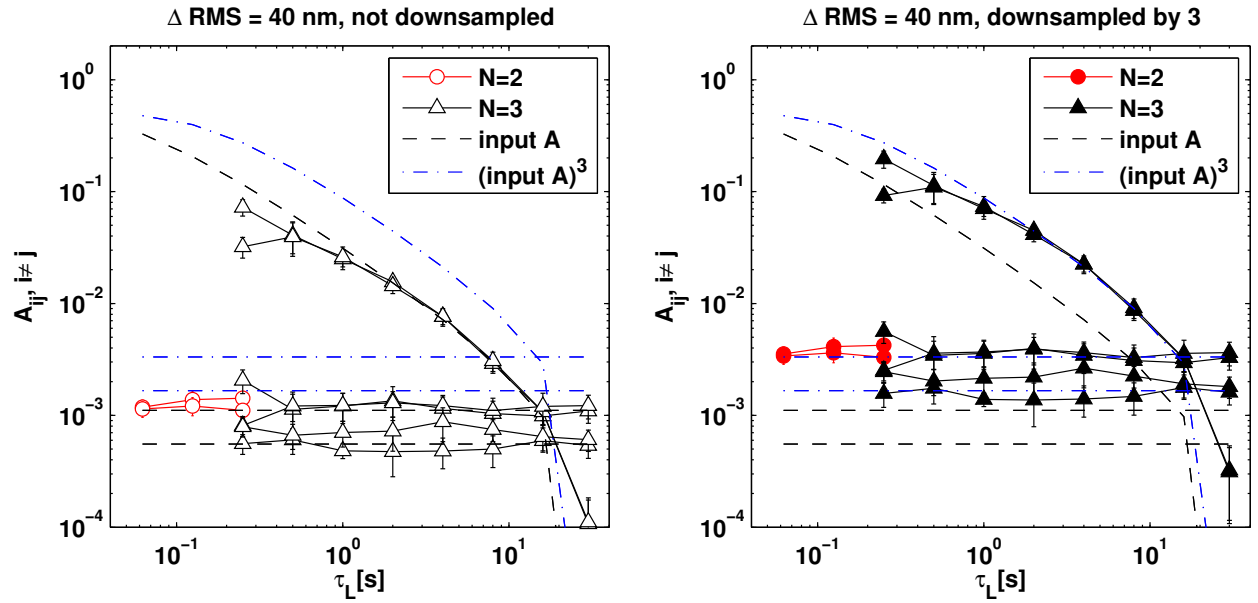 Δ RMS = 40 nm, not downsampled
10⁰
10⁻¹
10⁻²
10⁻³
10⁻⁴
A_ij, i≠ j
N=2
N=3
input A
(input A)³
10⁻¹
10⁰
10¹
τ_L[s]
Δ RMS = 40 nm, downsampled by 3
10⁰
10⁻¹
10⁻²
10⁻³
10⁻⁴
A_ij, i≠ j
N=2
N=3
input A
(input A)³
10⁻¹
10⁰
10¹
τ_L[s]